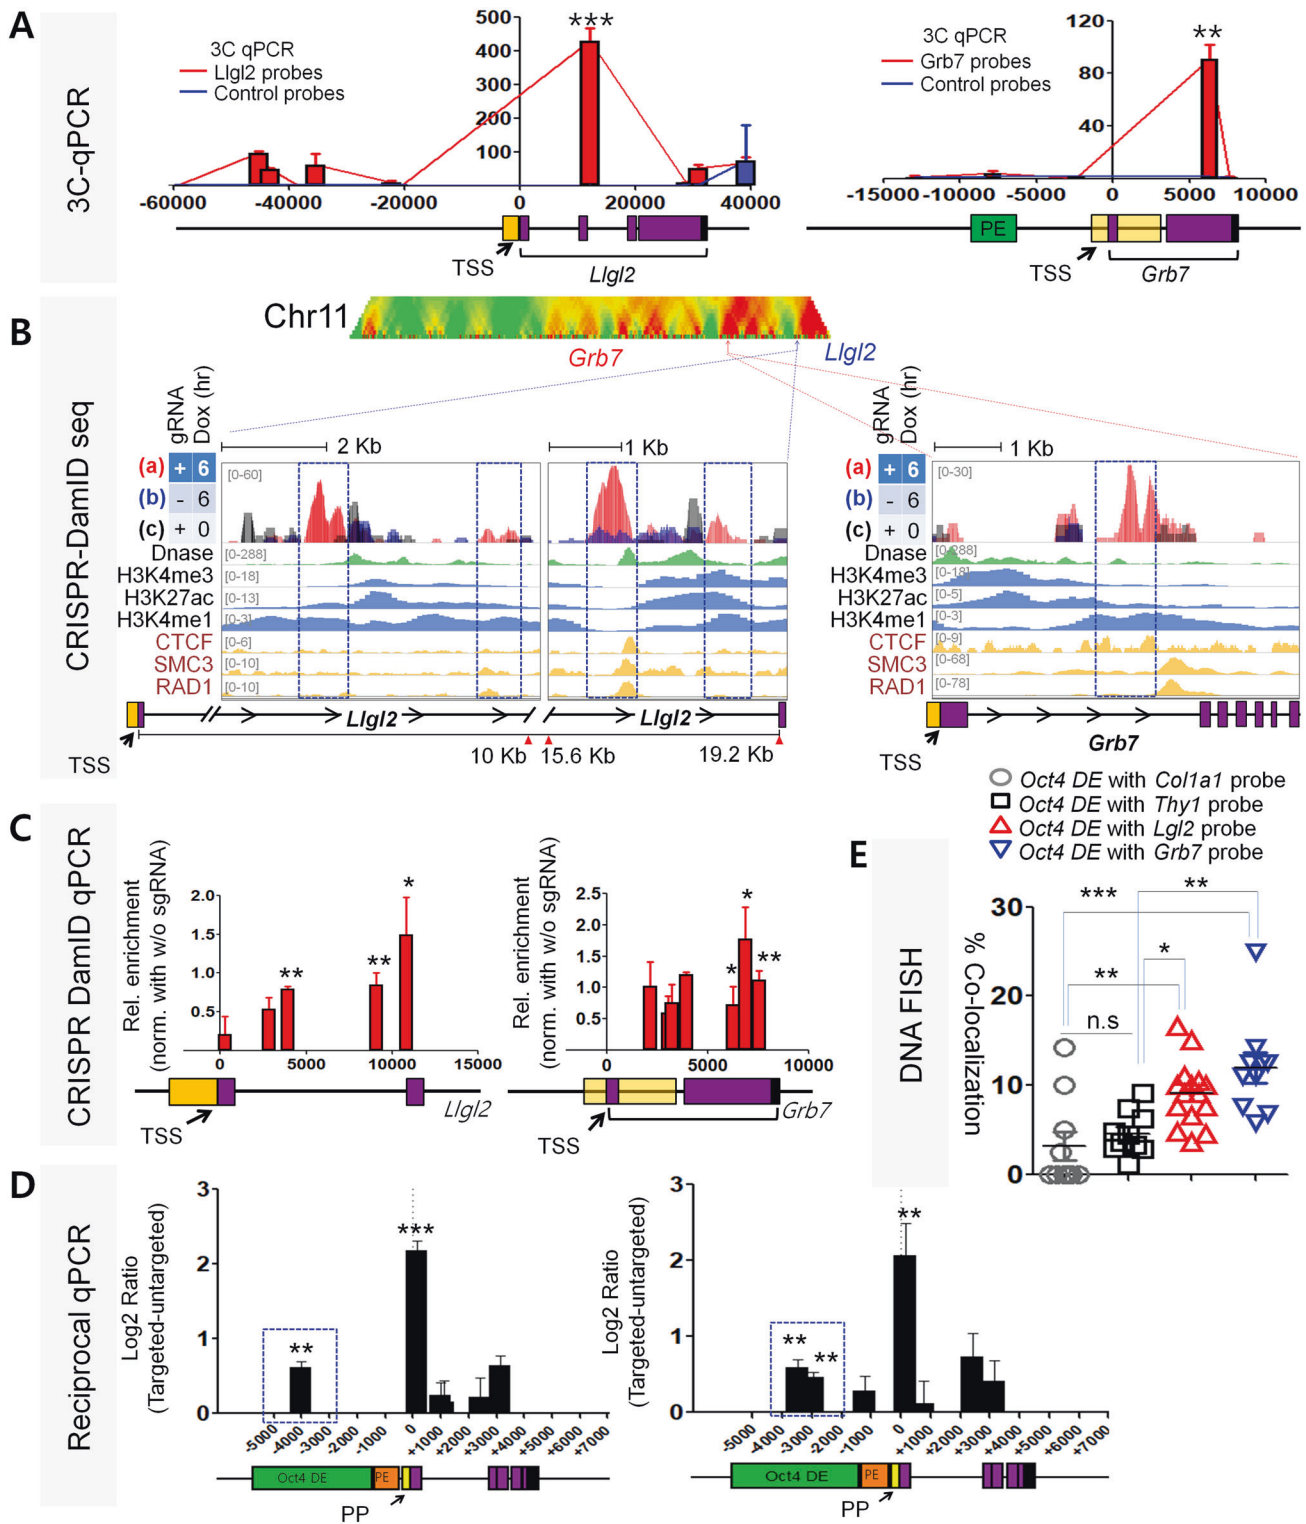 A
3C-qPCR
3C qPCR
Llgl2 probes
Control probes
***
500
400
300
200
100
-60000 -40000 -20000 0 20000 40000
TSS
Llgl2
3C qPCR
Grb7 probes
Control probes
**
120
80
40
-15000 -10000 -5000 0 5000 10000
PE
TSS
Grb7
B
CRISPR-DamID seq
Chr11
Grb7
Llgl2
gRNA
Dox (hr)
(a) + 6
(b) - 6
(c) + 0
2 Kb
1 Kb
[0-60]
Dnase [0-288]
H3K4me3 [0-18]
H3K27ac [0-13]
H3K4me1 [0-3]
CTCF [0-6]
SMC3 [0-10]
RAD1 [0-10]
Llgl2
Llgl2
TSS
10 Kb
15.6 Kb
19.2 Kb
gRNA
Dox (hr)
(a) + 6
(b) - 6
(c) + 0
1 Kb
[0-30]
Dnase [0-288]
H3K4me3 [0-18]
H3K27ac [0-5]
H3K4me1 [0-3]
CTCF [0-9]
SMC3 [0-68]
RAD1 [0-78]
TSS
Grb7
C
CRISPR DamID qPCR
Rel. enrichment
(norm. with w/o sgRNA)
2.0
1.5
1.0
0.5
**
**
*
0 5000 10000 15000
TSS
Llgl2
Rel. enrichment
(norm. with w/o sgRNA)
2.5
2.0
1.5
1.0
0.5
*
*
**
0 5000 10000
TSS
Grb7
E
DNA FISH
Oct4 DE with Col1a1 probe
Oct4 DE with Thy1 probe
Oct4 DE with Lgl2 probe
Oct4 DE with Grb7 probe
% Co-localization
30
20
10
0
***
**
**
*
n.s
D
Reciprocal qPCR
Log2 Ratio
(Targeted-untargeted)
3
2
1
0
**
***
-5000 -4000 -3000 -2000 -1000 0 +1000 +2000 +3000 +4000 +5000 +6000 +7000
Oct4 DE
PE
PP
Log2 Ratio
(Targeted-untargeted)
3
2
1
0
**
**
**
-5000 -4000 -3000 -2000 -1000 0 +1000 +2000 +3000 +4000 +5000 +6000 +7000
Oct4 DE
PE
PP